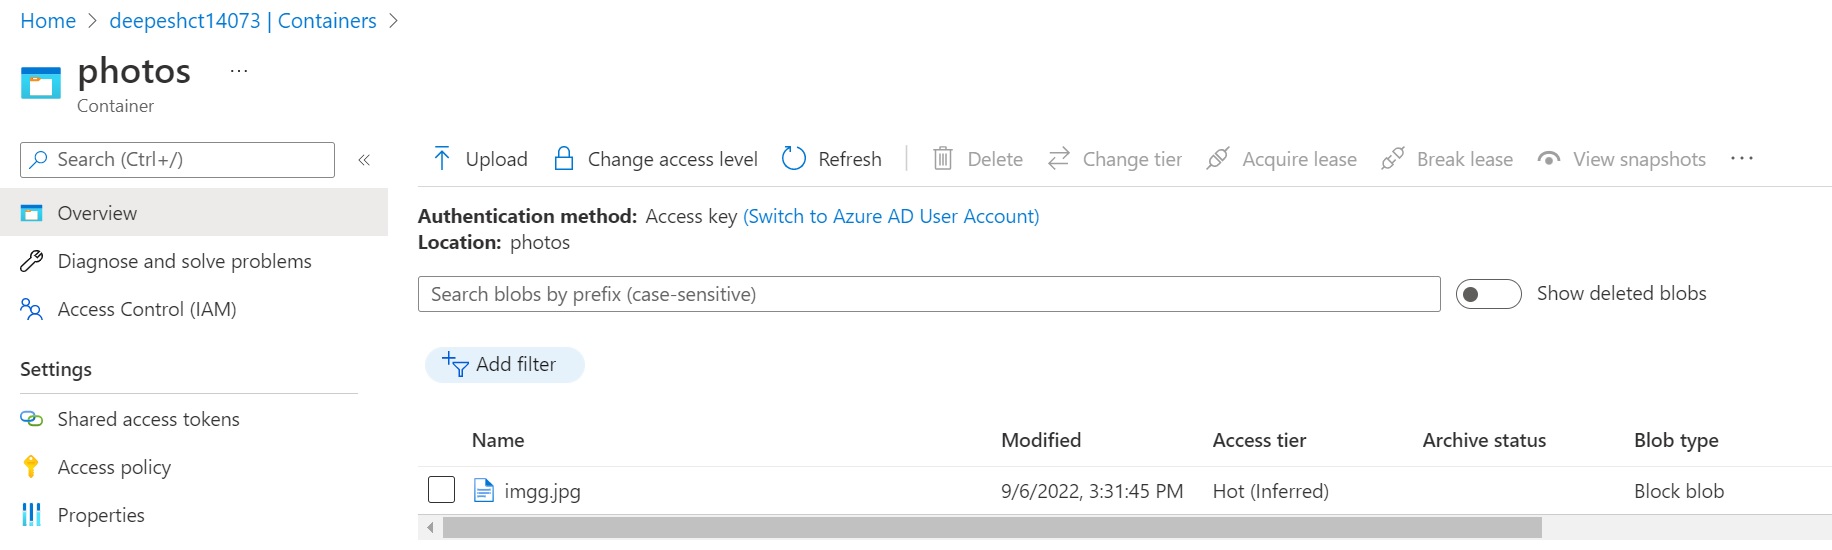 Home > deepeshct14073 | Containers >
photos ...
Container
Search (Ctrl+/) «
Overview
Diagnose and solve problems
Access Control (IAM)
Settings
Shared access tokens
Access policy
Properties
Upload Change access level Refresh | Delete Change tier Acquire lease Break lease View snapshots ...
Authentication method: Access key (Switch to Azure AD User Account)
Location: photos
Search blobs by prefix (case-sensitive) Show deleted blobs
Add filter
Name Modified Access tier Archive status Blob type
imgg.jpg 9/6/2022, 3:31:45 PM Hot (Inferred) Block blob